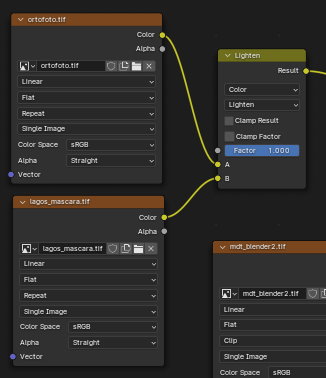 ortofoto.tif
Color
Alpha
ortofoto.tif
Linear
Flat
Repeat
Single Image
Color Space sRGB
Alpha Straight
Vector
Lighten
Result
Color
Lighten
Clamp Result
Clamp Factor
Factor 1.000
A
B
lagos_mascara.tif
Color
Alpha
lagos_mascara.tif
Linear
Flat
Repeat
Single Image
Color Space sRGB
Alpha Straight
Vector
mdt_blender2.tif
mdt_blender2.tif
Linear
Flat
Clip
Single Image
Color Space sRGB